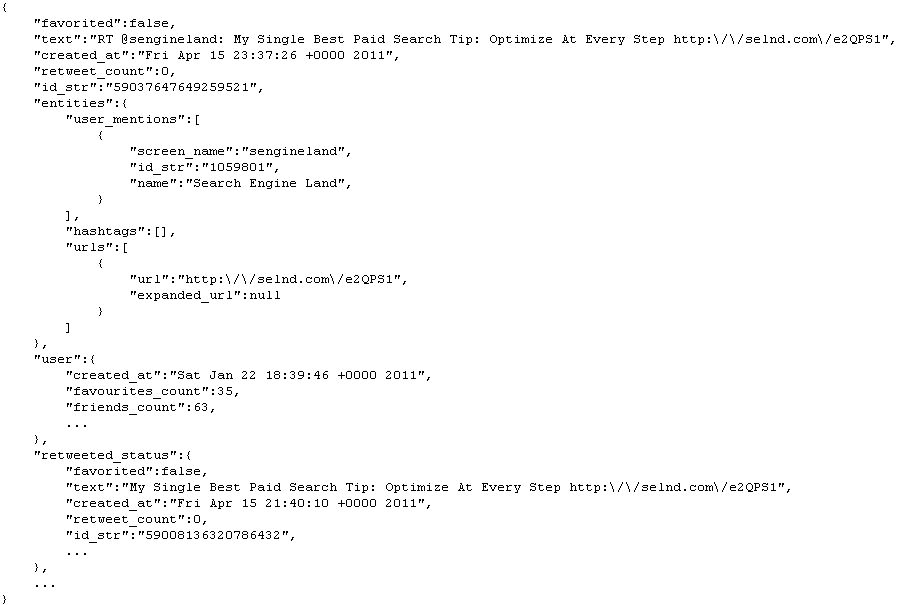 {
    "favorited":false,
    "text":"RT @sengineland: My Single Best Paid Search Tip: Optimize At Every Step http:\/\/selnd.com\/e2QPS1",
    "created_at":"Fri Apr 15 23:37:26 +0000 2011",
    "retweet_count":0,
    "id_str":"59037647649259521",
    "entities":{
        "user_mentions":[
            {
                "screen_name":"sengineland",
                "id_str":"1059801",
                "name":"Search Engine Land",
            }
        ],
        "hashtags":[],
        "urls":[
            {
                "url":"http:\/\/selnd.com\/e2QPS1",
                "expanded_url":null
            }
        ]
    },
    "user":{
        "created_at":"Sat Jan 22 18:39:46 +0000 2011",
        "favourites_count":35,
        "friends_count":63,
        ...
    },
    "retweeted_status":{
        "favorited":false,
        "text":"My Single Best Paid Search Tip: Optimize At Every Step http:\/\/selnd.com\/e2QPS1",
        "created_at":"Fri Apr 15 21:40:10 +0000 2011",
        "retweet_count":0,
        "id_str":"59008136320786432",
        ...
    },
    ...
}